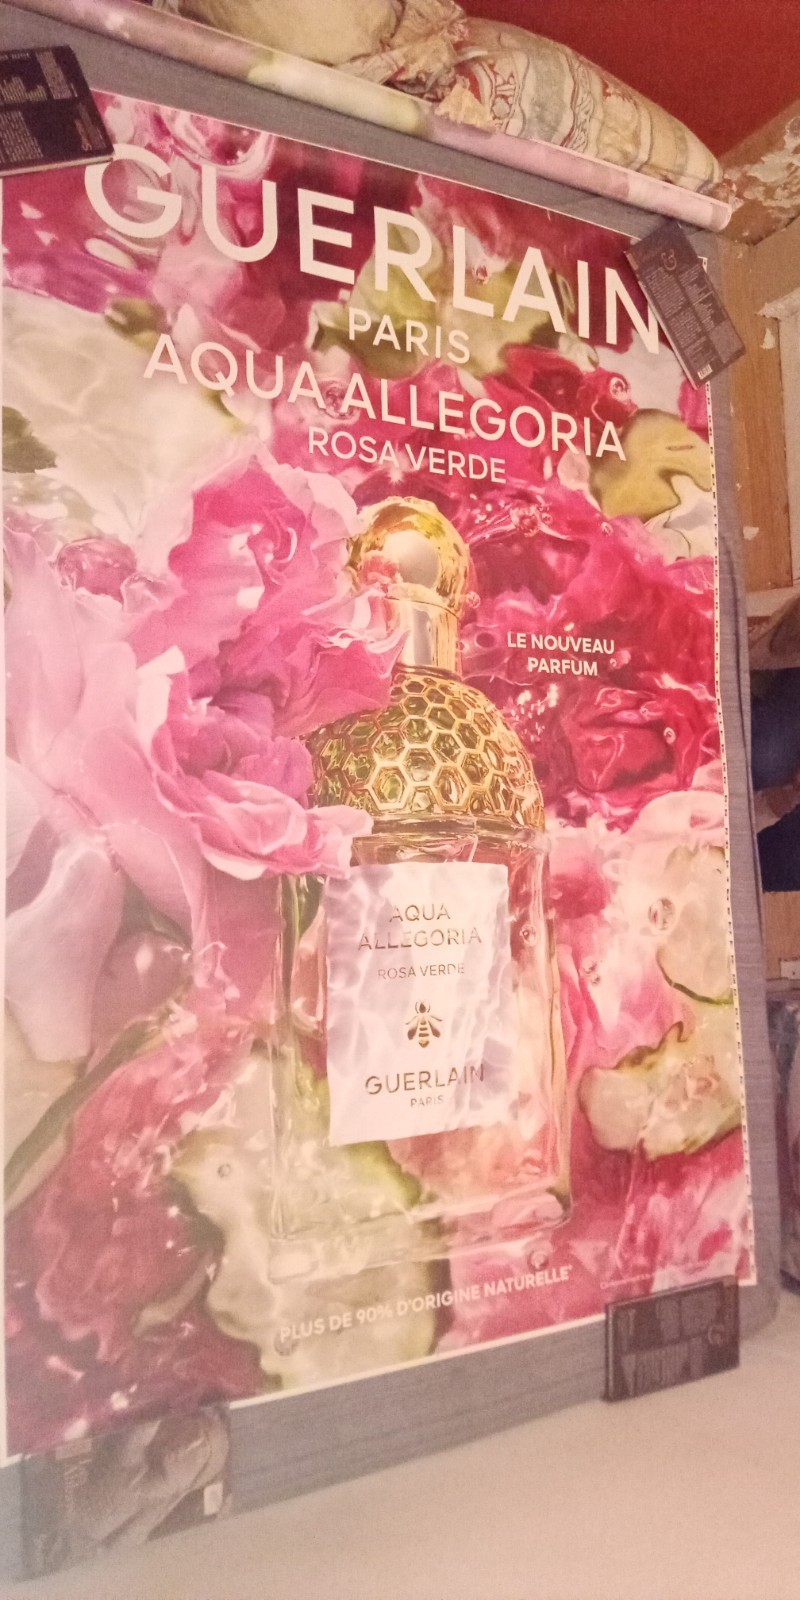 GUERLAIN
PARIS
AQUA ALLEGORIA
ROSA VERDE
LE NOUVEAU
PARFUM
AQUA
ALLEGORIA
ROSA VERDE
GUERLAIN
PARIS
PLUS DE 90% D'ORIGINE NATURELLE*